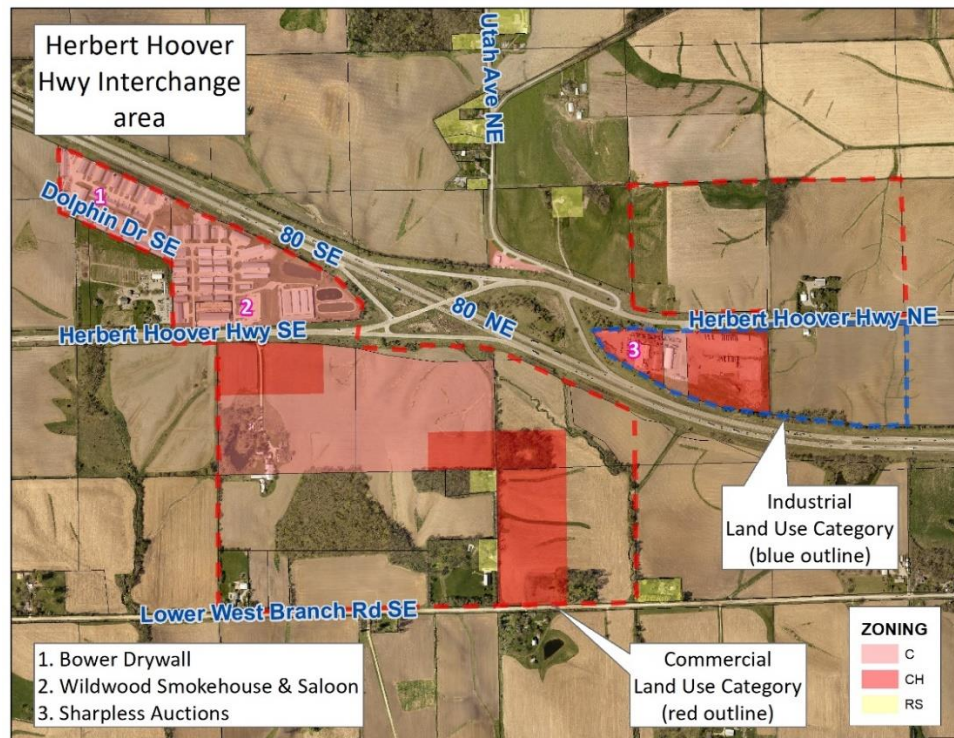 Herbert Hoover
Hwy Interchange
area
Utah Ave NE
1
Dolphin Dr SE
80 SE
2
80 NE
Herbert Hoover Hwy SE
Herbert Hoover Hwy NE
3
Industrial
Land Use Category
(blue outline)
Lower West Branch Rd SE
1. Bower Drywall
2. Wildwood Smokehouse & Saloon
3. Sharpless Auctions
Commercial
Land Use Category
(red outline)
ZONING
C
CH
RS